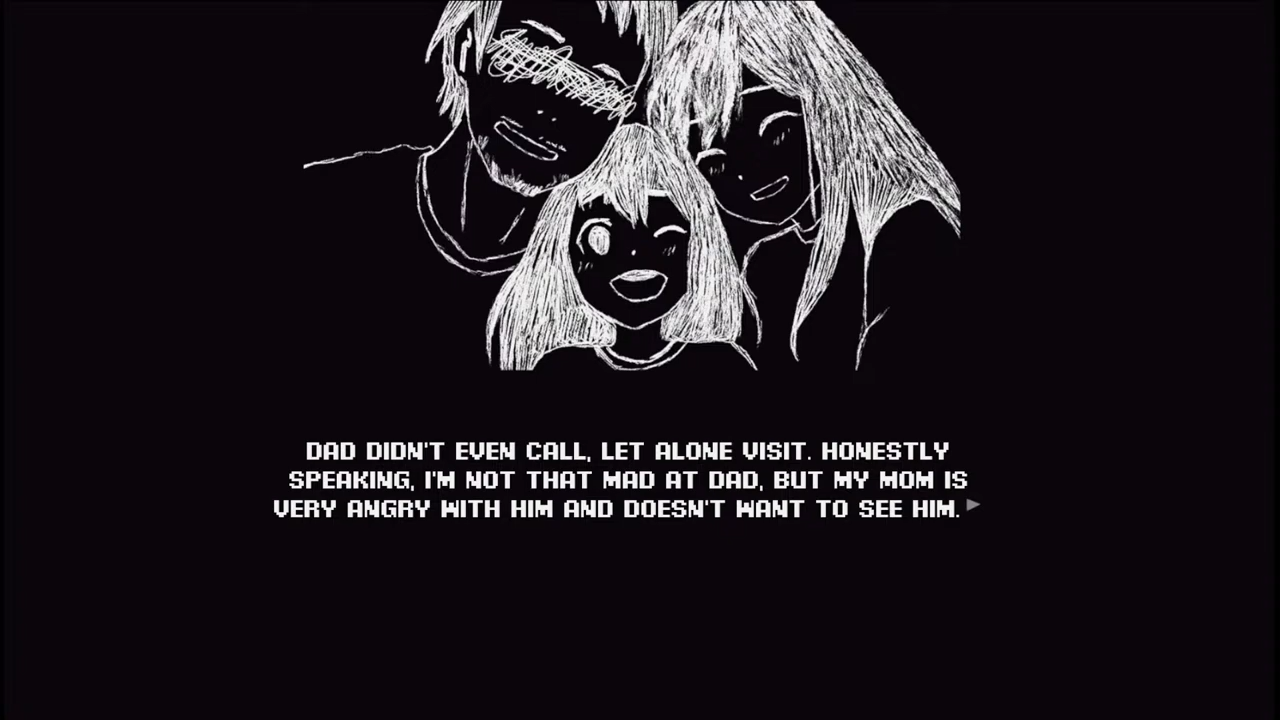 DAD DIDN'T EVEN CALL, LET ALONE VISIT. HONESTLY
SPEAKING, I'M NOT THAT MAD AT DAD, BUT MY MOM IS
VERY ANGRY WITH HIM AND DOESN'T WANT TO SEE HIM.